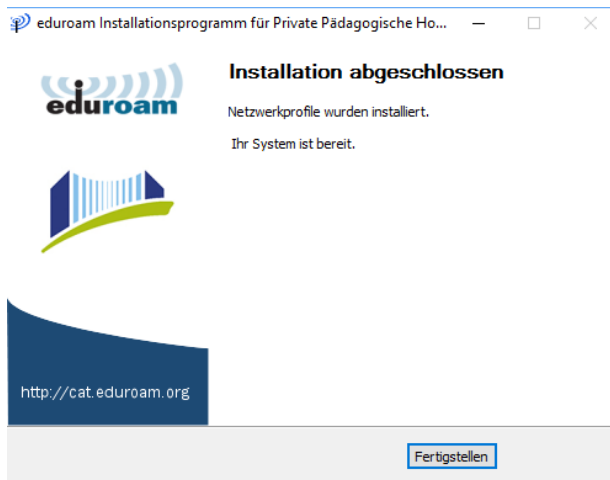 eduroam Installationsprogramm für Private Pädagogische Ho...
eduroam
Installation abgeschlossen
Netzwerkprofile wurden installiert.
Ihr System ist bereit.
http://cat.eduroam.org
Fertigstellen